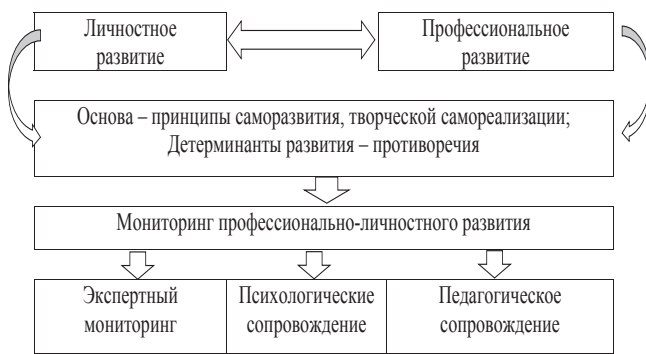 Личностное
развитие
Профессиональное
развитие
Основа – принципы саморазвития, творческой самореализации;
Детерминанты развития – противоречия
Мониторинг профессионально-личностного развития
Экспертный
мониторинг
Психологические
сопровождение
Педагогическое
сопровождение